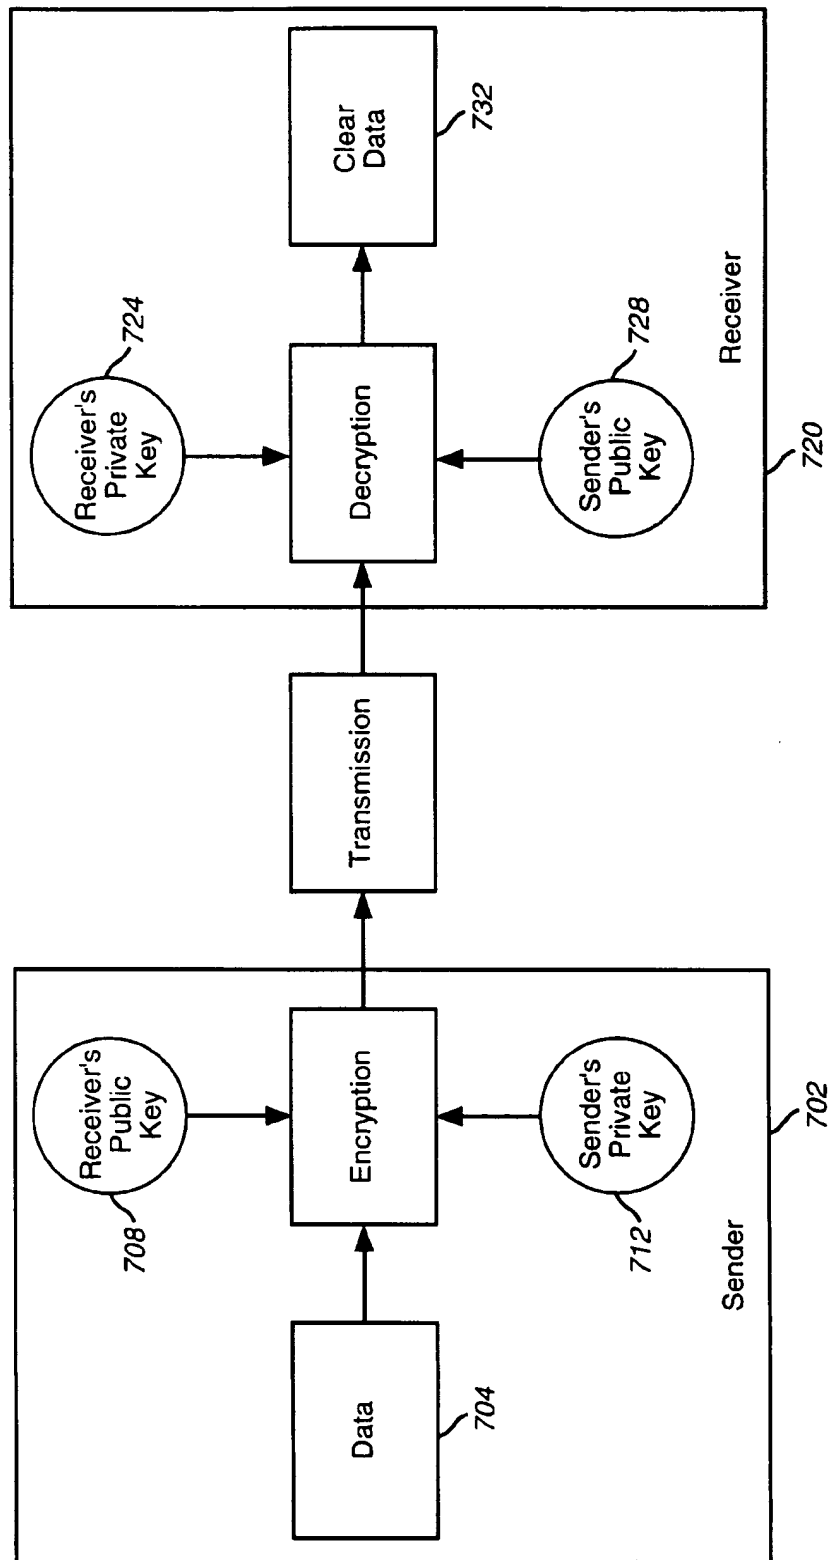 Data
704
Receiver's
Public
Key
708
Encryption
Sender's
Private
Key
712
Sender
702
Transmission
Receiver's
Private
Key
724
Decryption
Sender's
Public
Key
728
Clear
Data
732
Receiver
720